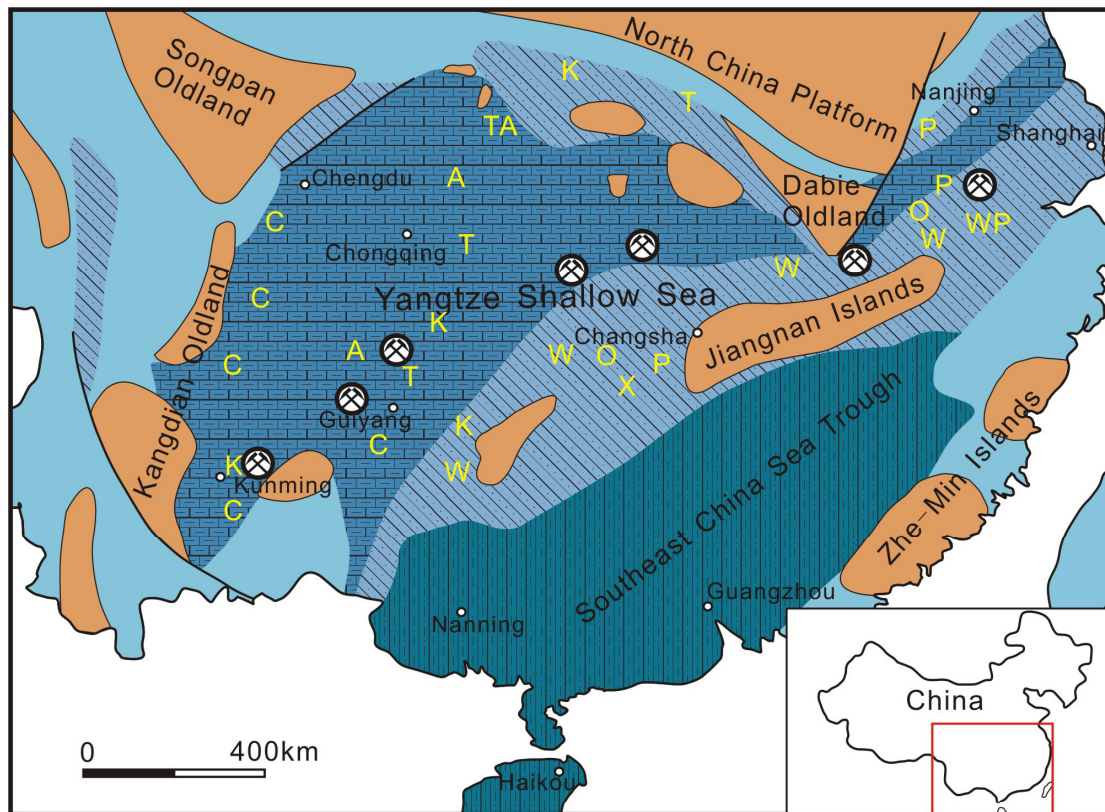 Songpan
Oldland
North China Platform
K
T
Nanjing
P
Shanghai
TA
A
Chengdu
Dabie
Oldland
P
C
O
WP
W
Chongqing
T
W
Kangdian Oldland
C
Yangtze Shallow Sea
K
Changsha
Jiangnan Islands
W
O
P
X
A
T
C
Guiyang
K
C
W
K
Kunming
C
Southeast China Sea Trough
Zhe-Min Islands
Nanning
Guangzhou
China
0
400km
Haikou